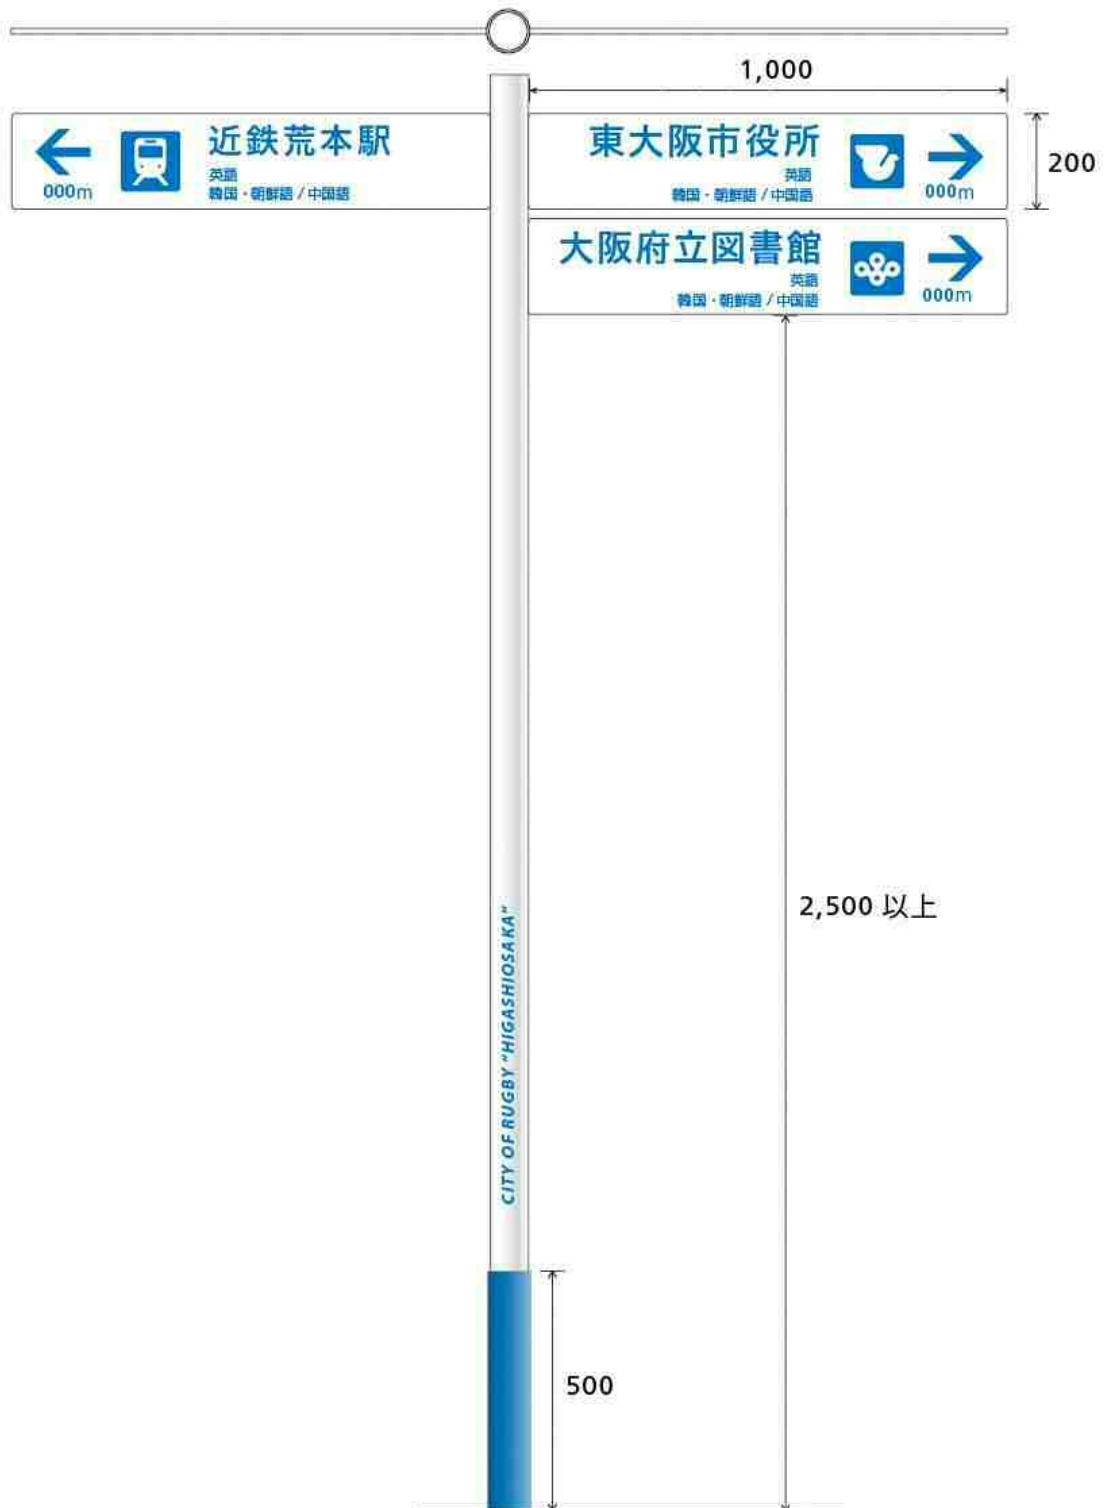 1,000
近鉄荒本駅
英語
韓国・朝鮮語 / 中国語
000m
東大阪市役所
英語
韓国・朝鮮語 / 中国語
000m
200
大阪府立図書館
英語
韓国・朝鮮語 / 中国語
000m
2,500 以上
CITY OF RUGBY "HIGASHIOSAKA"
500